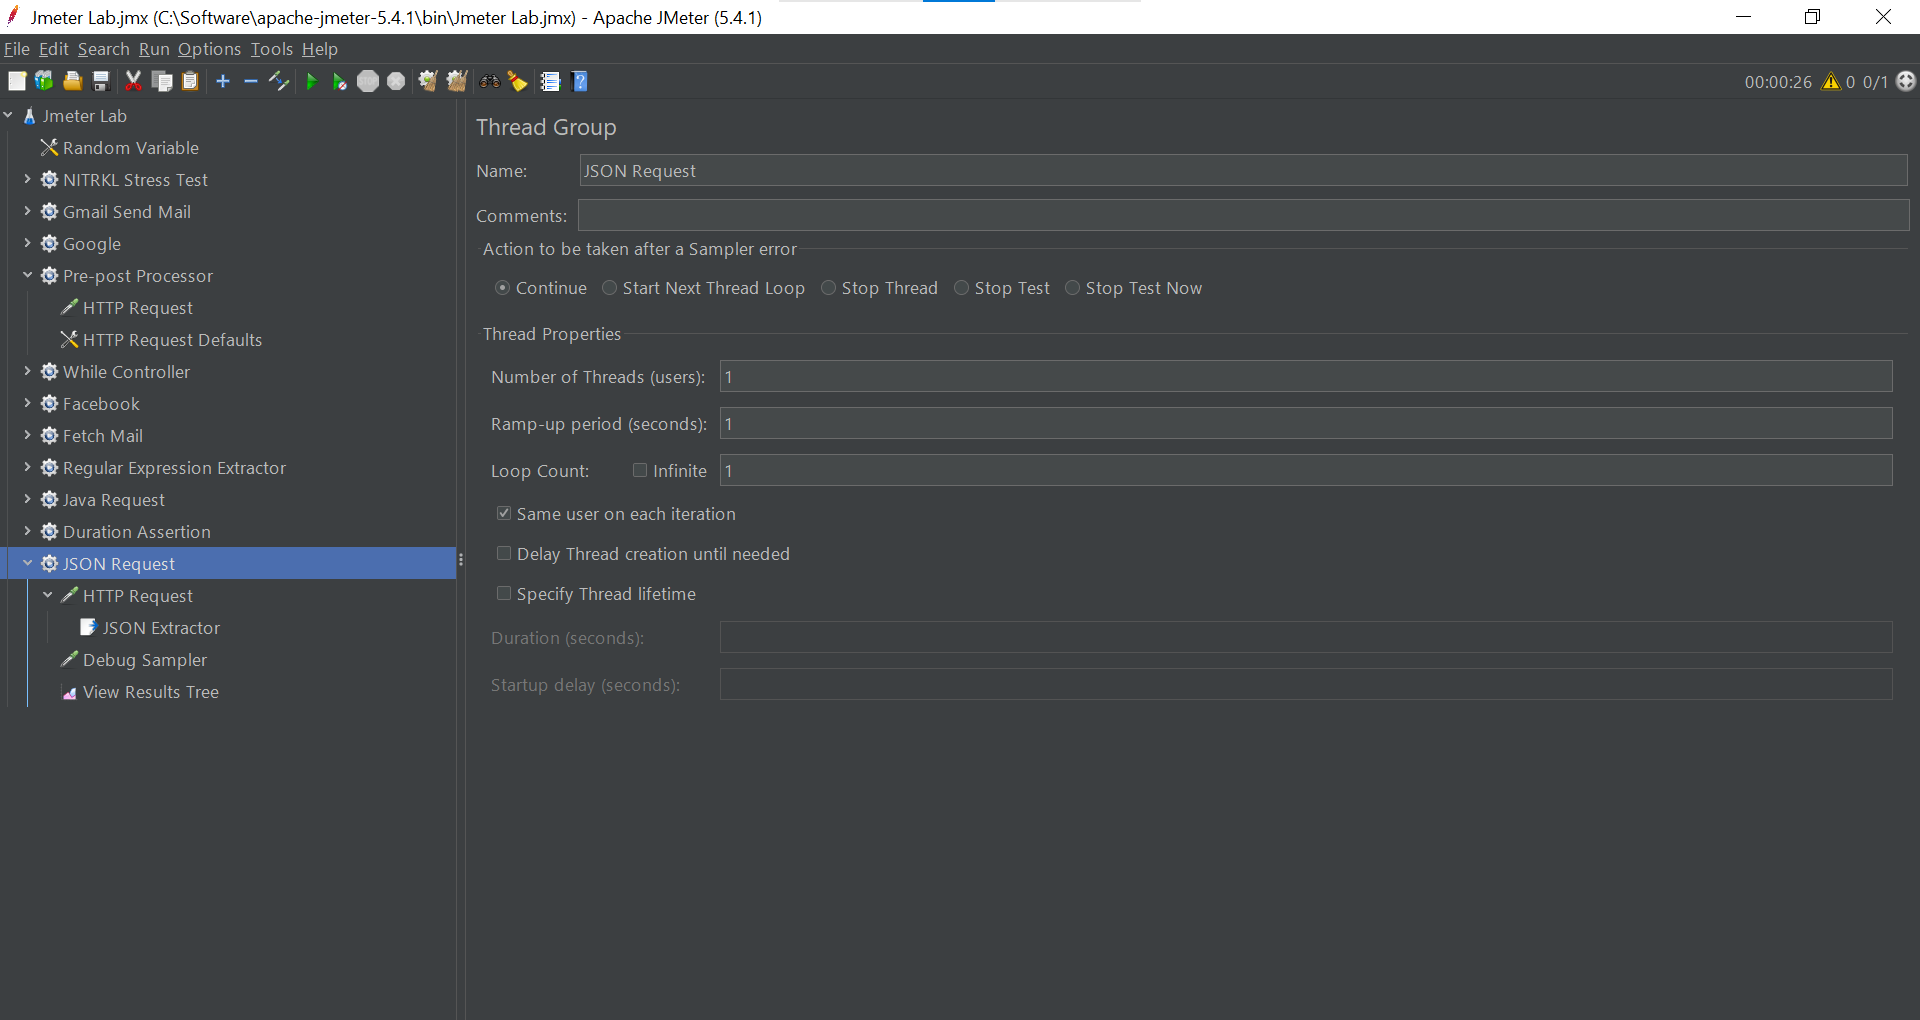 Jmeter Lab.jmx (C:\Software\apache-jmeter-5.4.1\bin\Jmeter Lab.jmx) - Apache JMeter (5.4.1)
File Edit Search Run Options Tools Help
00:00:26 0 0/1
Jmeter Lab
Random Variable
NITRKL Stress Test
Gmail Send Mail
Google
Pre-post Processor
HTTP Request
HTTP Request Defaults
While Controller
Facebook
Fetch Mail
Regular Expression Extractor
Java Request
Duration Assertion
JSON Request
HTTP Request
JSON Extractor
Debug Sampler
View Results Tree
Thread Group
Name: JSON Request
Comments:
Action to be taken after a Sampler error
Continue Start Next Thread Loop Stop Thread Stop Test Stop Test Now
Thread Properties
Number of Threads (users): 1
Ramp-up period (seconds): 1
Loop Count: Infinite 1
Same user on each iteration
Delay Thread creation until needed
Specify Thread lifetime
Duration (seconds):
Startup delay (seconds):